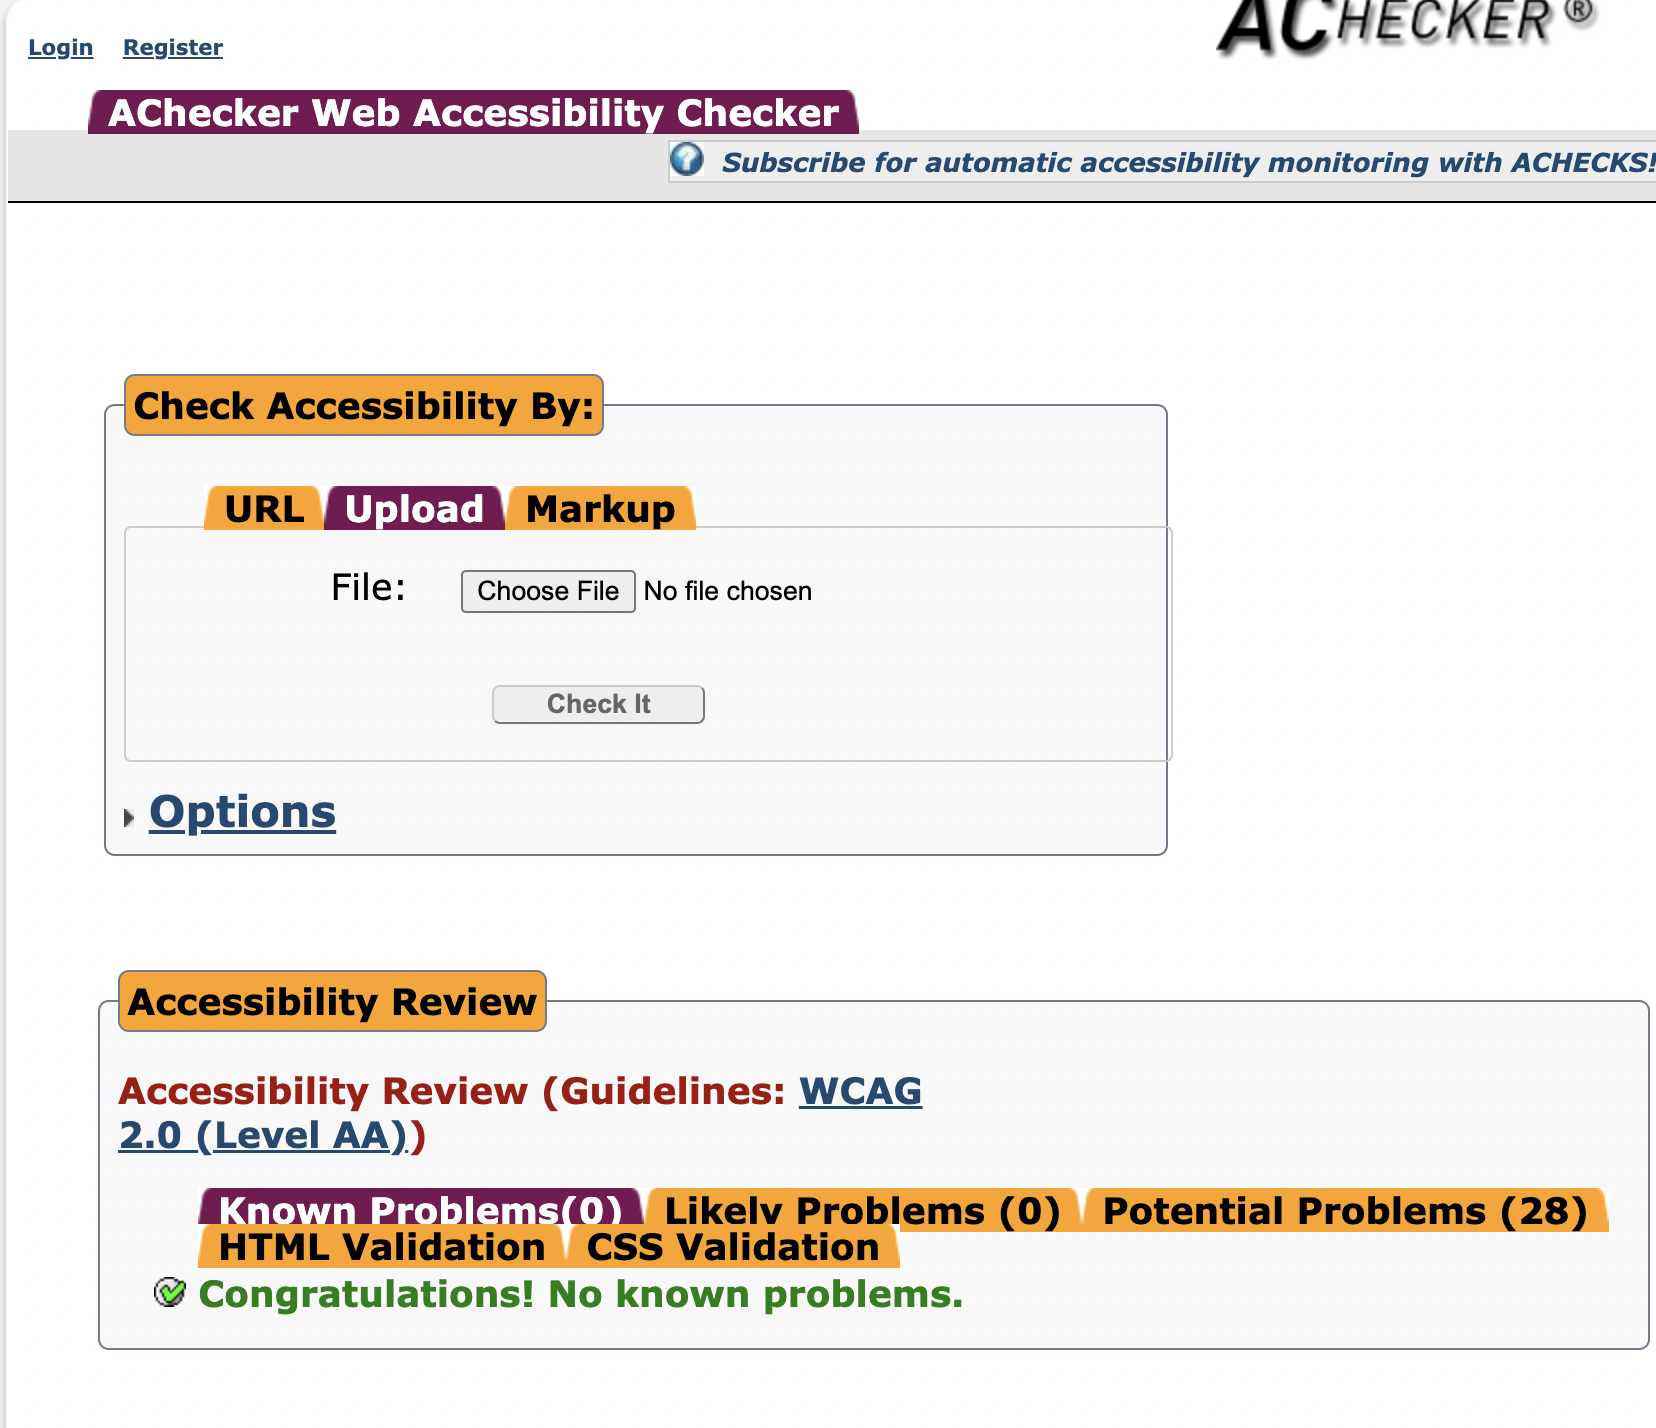 ACHECKER ®
Login Register
AChecker Web Accessibility Checker
Subscribe for automatic accessibility monitoring with ACHECKS!
Check Accessibility By:
URL Upload Markup
File: Choose File No file chosen
Check It
Options
Accessibility Review
Accessibility Review (Guidelines: WCAG
2.0 (Level AA))
Known Problems(0) Likely Problems (0) Potential Problems (28)
HTML Validation CSS Validation
Congratulations! No known problems.